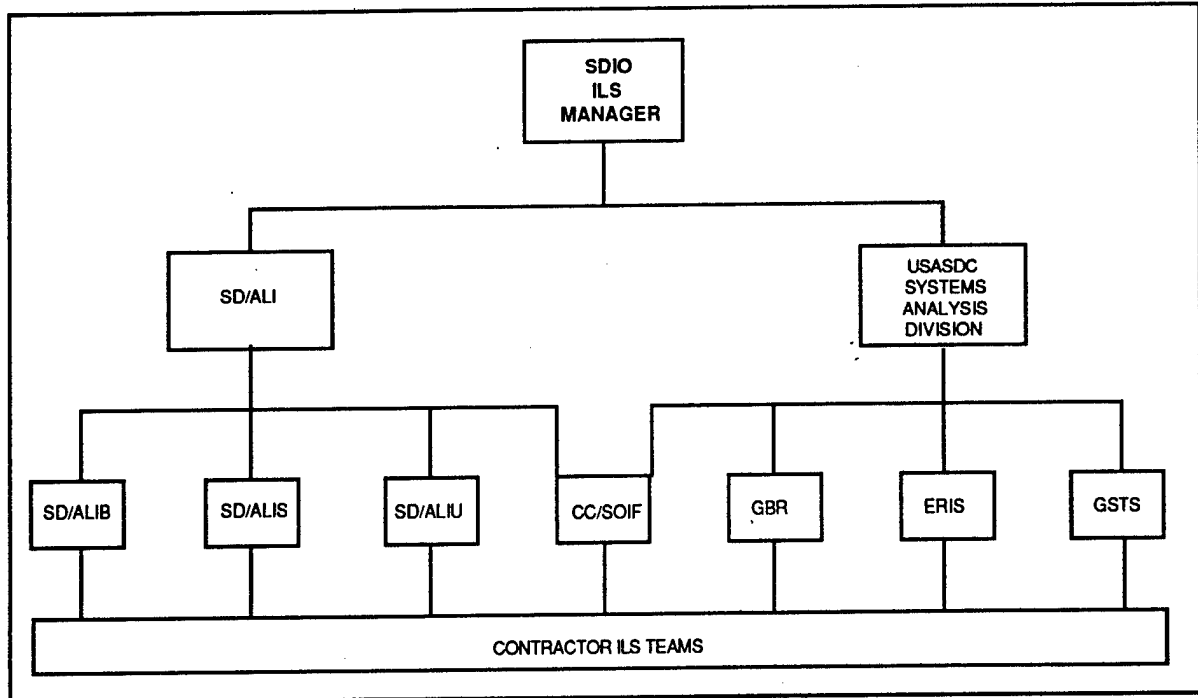 SDIO
ILS
MANAGER
SD/ALI
USASDC
SYSTEMS
ANALYSIS
DIVISION
SD/ALIB
SD/ALIS
SD/ALIU
CC/SOIF
GBR
ERIS
GSTS
CONTRACTOR ILS TEAMS